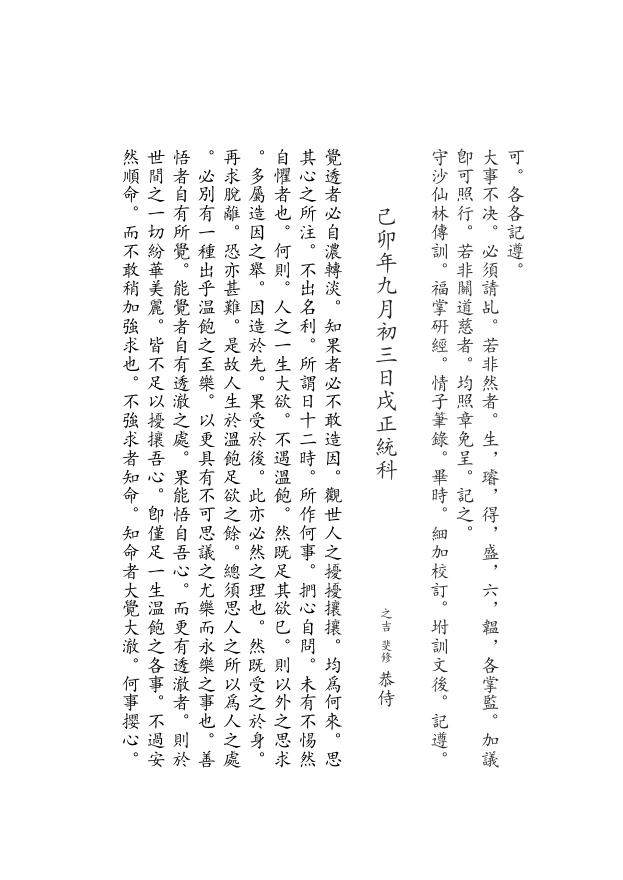 可。各各記遵。
大事不决。必須請乩。若非然者。生，璿，得，盛，六，韞，各掌監。加議
卽可照行。若非關道慈者。均照章免呈。記之。
守沙仙林傳訓。福掌研經。情子筆錄。畢時。細加校訂。坿訓文後。記遵。
己卯年九月初三日戌正統科 之吉 斐修 恭侍
覺透者必自濃轉淡。知果者必不敢造因。觀世人之擾擾攘攘。均爲何來。思
其心之所注。不出名利。所謂日十二時。所作何事。捫心自問。未有不惕然
自懼者也。何則。人之一生大欲。不遇溫飽。然既足其欲已。則以外之思求
。多屬造因之舉。因造於先。果受於後。此亦必然之理也。然既受之於身。
再求脫離。恐亦甚難。是故人生於溫飽足欲之餘。總須思人之所以爲人之處
。必別有一種出乎溫飽之至樂。以更具有不可思議之尤樂而永樂之事也。善
悟者自有所覺。能覺者自有透澈之處。果能悟自吾心。而更有透澈者。則於
世間之一切紛華美麗。皆不足以擾攘吾心。卽僅足一生溫飽之各事。不過安
然順命。而不敢稍加強求也。不強求者知命。知命者大覺大澈。何事攖心。